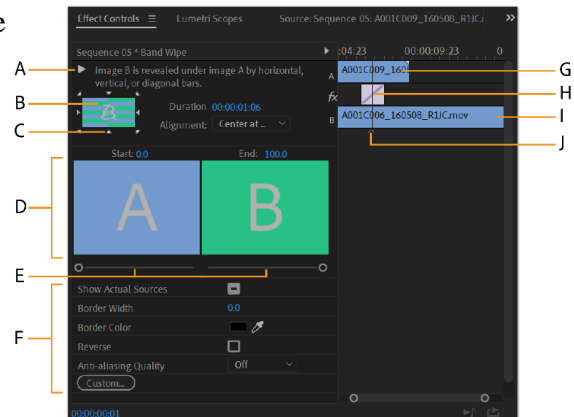 e
Effect Controls
Lumetri Scopes
Source: Sequence 05: A001C009_160508_R1JC.
Sequence 05 * Band Wipe
:04:23
00:00:09:23
0
A
Image B is revealed under image A by horizontal,
vertical, or diagonal bars.
A
A001C009_160
G
B
B
Duration
00:00:01:06
fx
H
C
Alignment:
Center at ...
B
A001C006_160508_R1JC.mov
I
J
Start: 0.0
End: 100.0
D
A
B
E
F
Show Actual Sources
Border Width
0.0
Border Color
Reverse
Anti-aliasing Quality
Off
Custom...
00:00:00:01